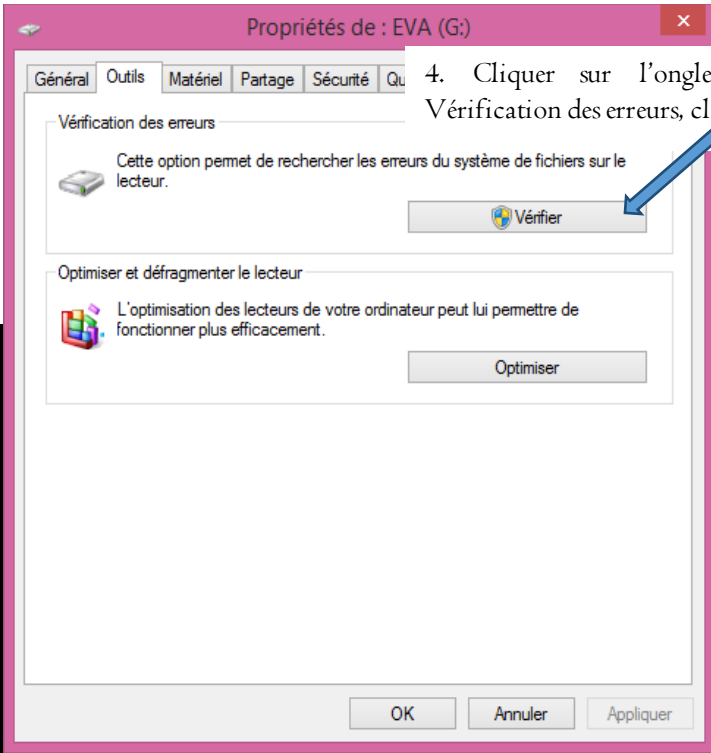 Propriétés de : EVA (G:)
Général Outils Matériel Partage Sécurité
4. Cliquer sur
Vérification des erreurs,
Vérification des erreurs
Cette option permet de rechercher les erreurs du système de fichiers sur le
lecteur.
Vérifier
Optimiser et défragmenter le lecteur
L'optimisation des lecteurs de votre ordinateur peut lui permettre de
fonctionner plus efficacement.
Optimiser
OK Annuler Appliquer